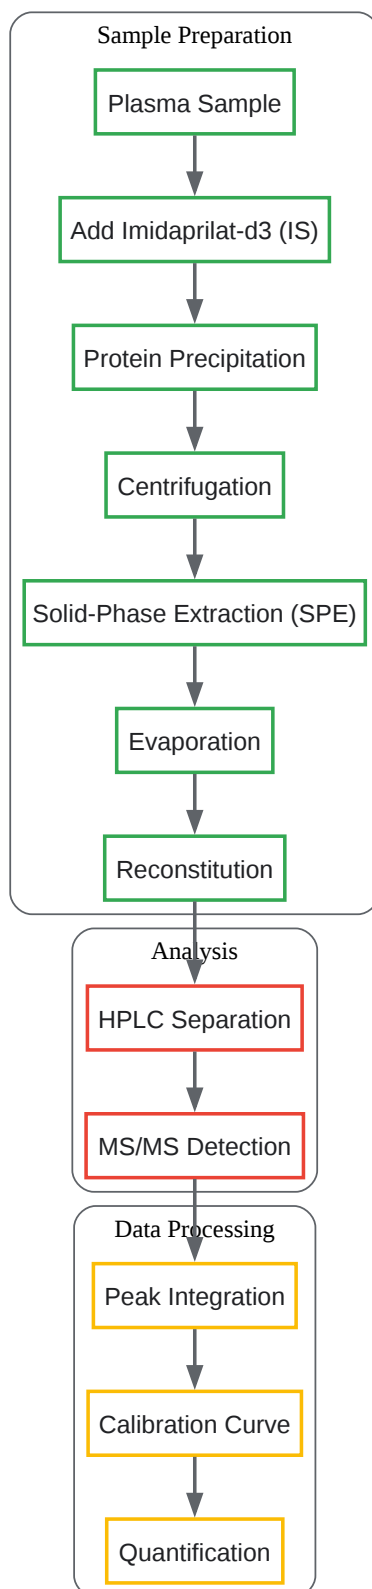 Sample Preparation
Plasma Sample
Add Imidaprilat-d3 (IS)
Protein Precipitation
Centrifugation
Solid-Phase Extraction (SPE)
Evaporation
Reconstitution
Analysis
HPLC Separation
MS/MS Detection
Data Processing
Peak Integration
Calibration Curve
Quantification